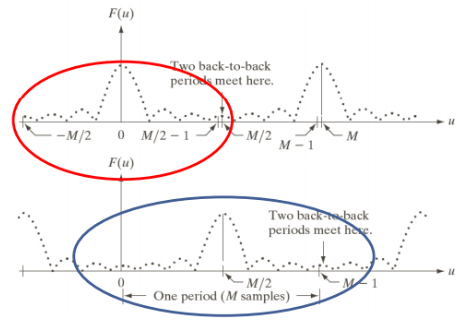 F(u)
Two back-to-back
periods meet here.
−M/2 0 M/2 − 1 M/2 M u
M − 1
F(u)
Two back-to-back
periods meet here.
0 M/2 M − 1 u
One period (M samples)